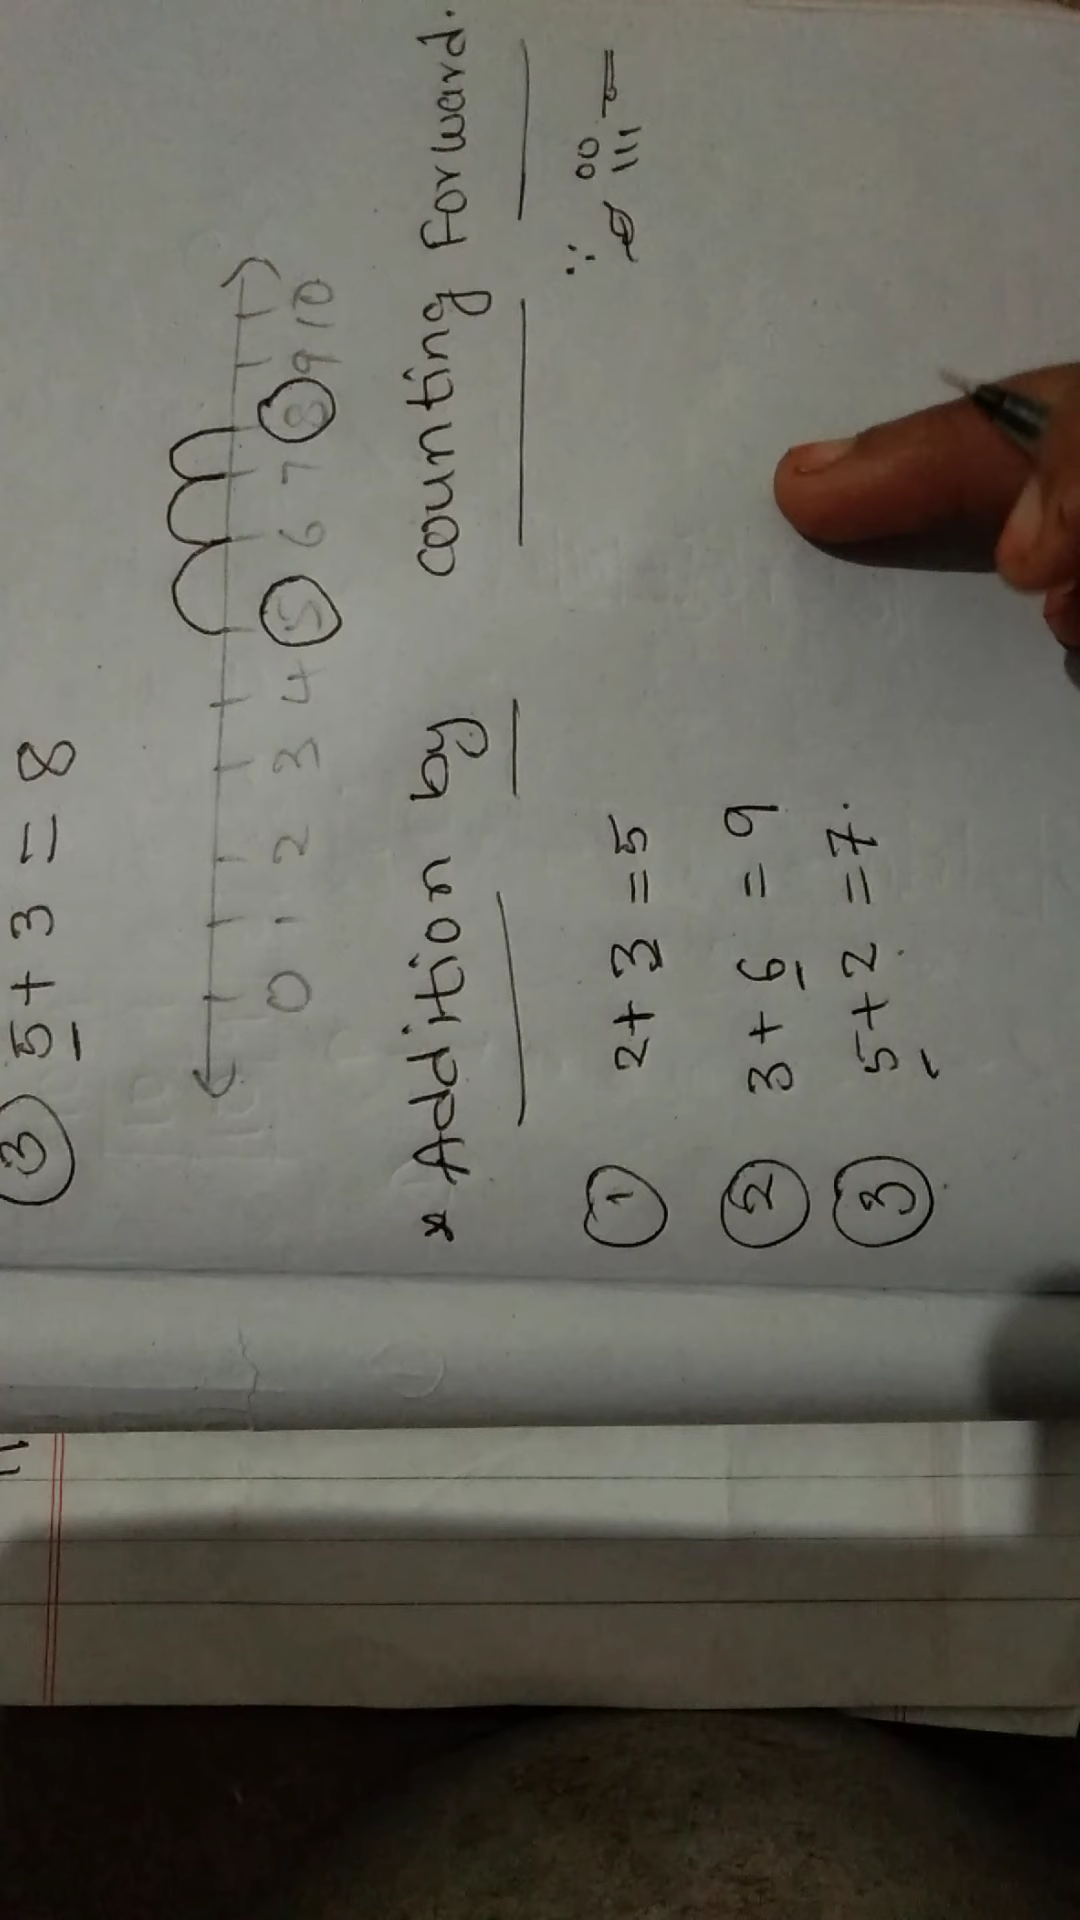 ③ 5 + 3 = 8
0 1 2 3 4 5 6 7 8 9 10
* Addition by counting forward.
① 2 + 3 = 5
② 3 + 6 = 9
③ 5 + 2 = 7.